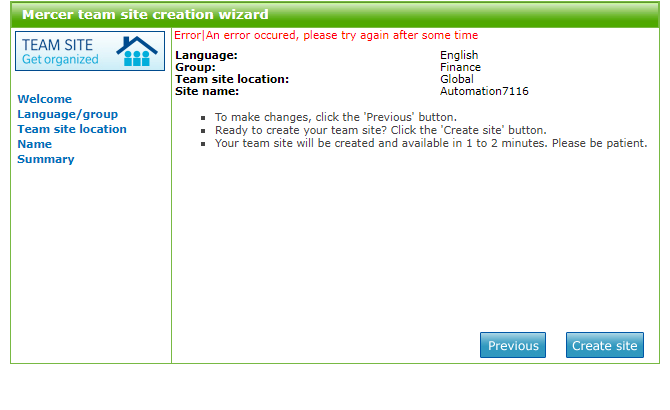 Mercer team site creation wizard
TEAM SITE
Get organized
Welcome
Language/group
Team site location
Name
Summary
Error|An error occured, please try again after some time
Language: English
Group: Finance
Team site location: Global
Site name: Automation7116
To make changes, click the 'Previous' button.
Ready to create your team site? Click the 'Create site' button.
Your team site will be created and available in 1 to 2 minutes. Please be patient.
Previous Create site